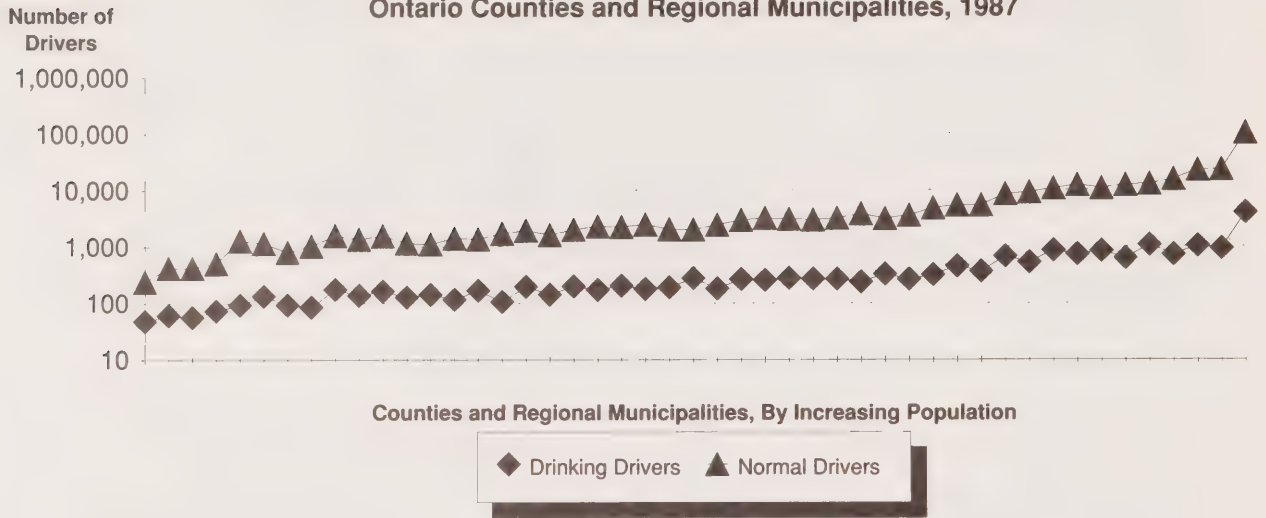 Ontario Counties and Regional Municipalities, 1987
Number of
Drivers
1,000,000
100,000
10,000
1,000
100
10
Counties and Regional Municipalities, By Increasing Population
Drinking Drivers
Normal Drivers